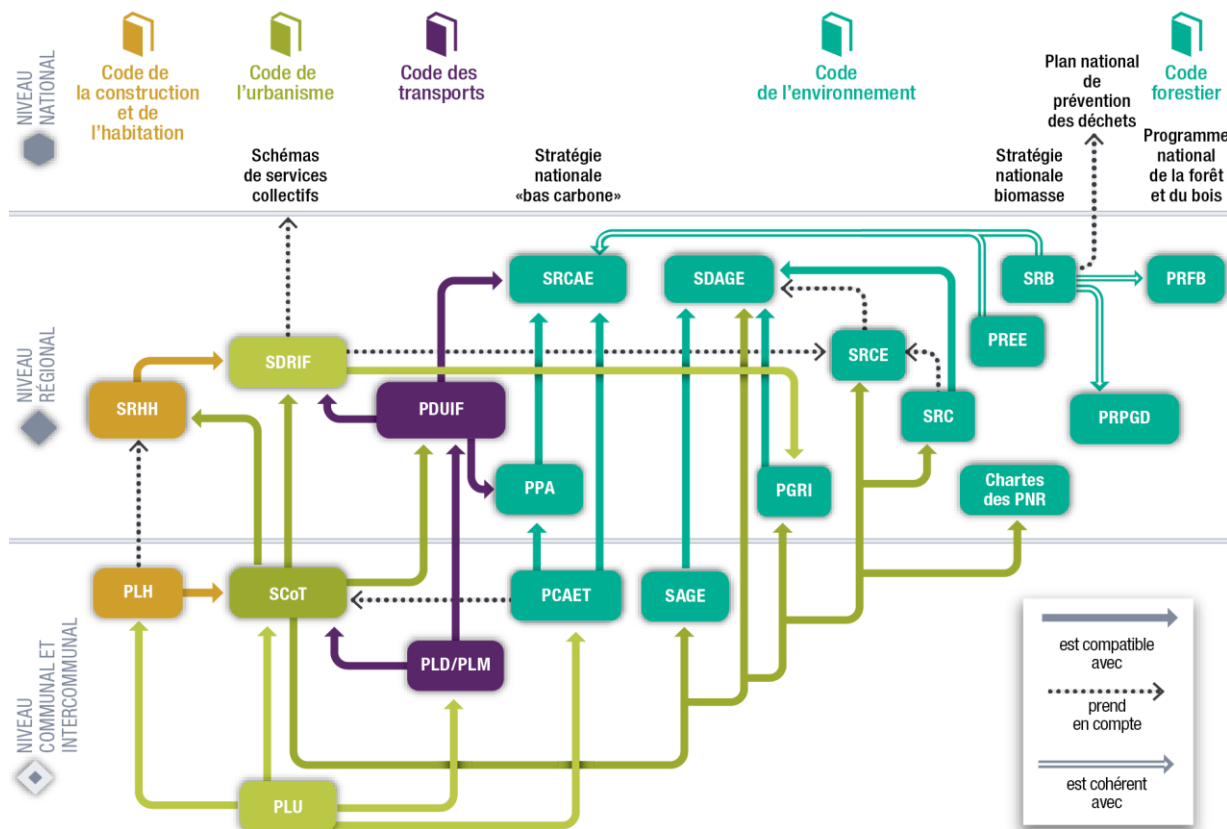 NIVEAU
NATIONAL
Code de
la construction
et de
l'habitation
Code de
l'urbanisme
Code des
transports
Code
de l'environnement
Plan national
de
prévention
des déchets
Code
forestier
Schémas
de services
collectifs
Stratégie
nationale
«bas carbone»
Stratégie
nationale
biomasse
Programme
national
de la forêt
et du bois
NIVEAU
RÉGIONAL
SRCAE
SDAGE
SRB
PRFB
SDRIF
SRCE
PREE
SRHH
PDUIF
SRC
PRPGD
PPA
PGRI
Chartes
des PNR
NIVEAU
COMMUNAL ET
INTERCOMMUNAL
PLH
SCoT
PCAET
SAGE
PLD/PLM
PLU
est compatible
avec
prend
en compte
est cohérent
avec